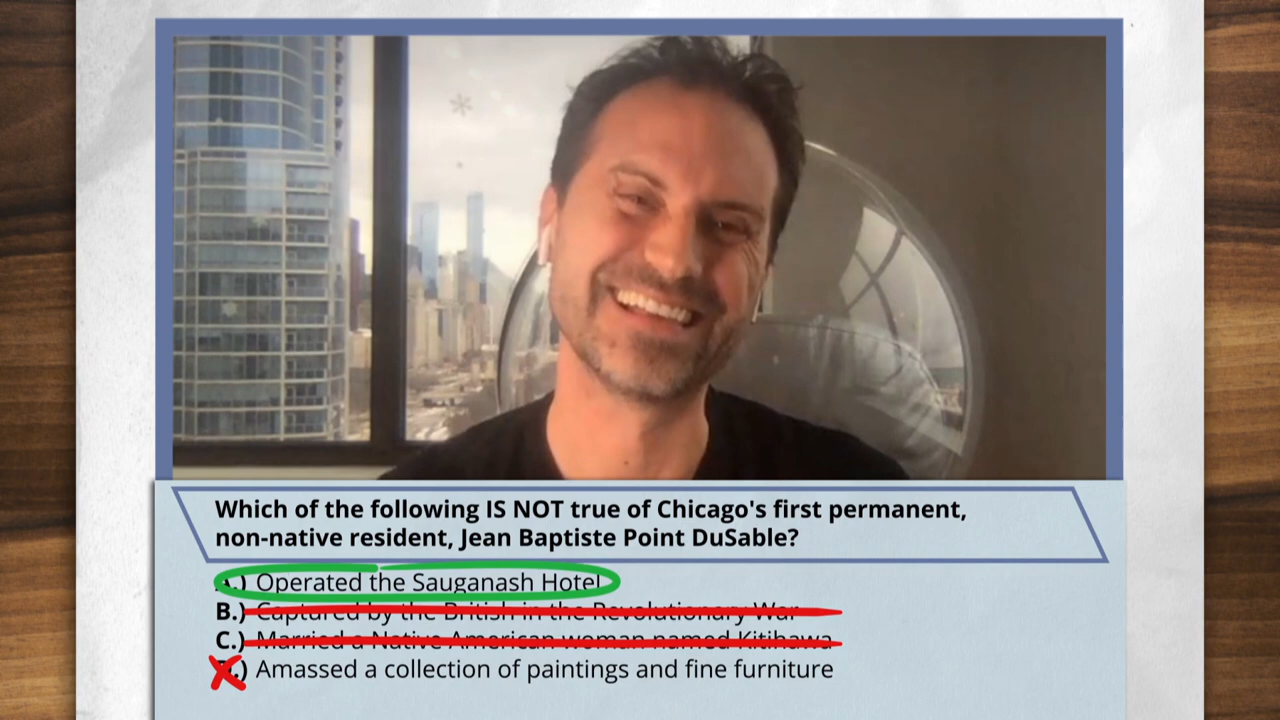 Which of the following IS NOT true of Chicago's first permanent,
non-native resident, Jean Baptiste Point DuSable?
A.) Operated the Sauganash Hotel
B.) Captured by the British in the Revolutionary War
C.) Married a Native American woman named Kitihawa
D.) Amassed a collection of paintings and fine furniture